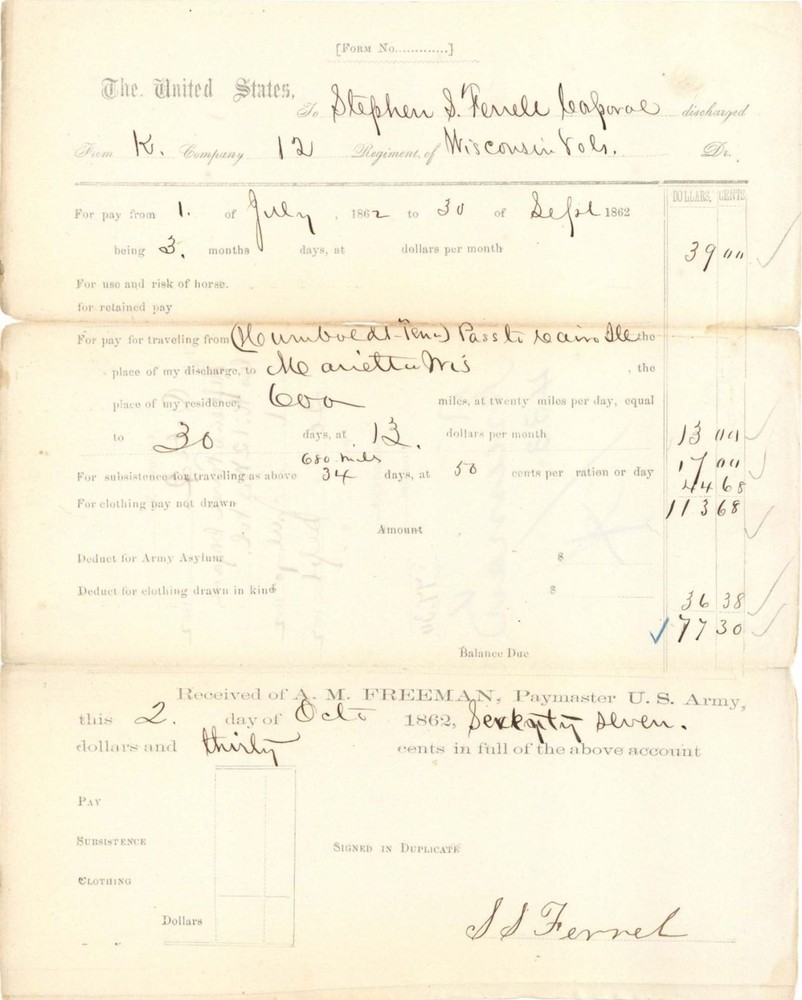 [Form No.............]
The United States,
To Stephen S. Ferrell Corporal discharged
From K. Company 12 Regiment, of Wisconsin Vols. Dr.
DOLLARS, CENTS
For pay from 1. of July, 1862 to 30 of Sept 1862
being 3. months days, at dollars per month 39 00
For use and risk of horse.
for retained pay
For pay for traveling from (Humboldt Tenn) Pass to Cairo Ills the
place of my discharge, to Marietta Wis, the
place of my residence, 600 miles, at twenty miles per day, equal
to 30 days, at 13. dollars per month 13 00
680 miles
For subsistence for traveling as above 34 days, at 50 cents per ration or day 17 00
For clothing pay not drawn 44 68
Amount 113 68
Deduct for Army Asylum $
Deduct for clothing drawn in kind $ 36 38
Balance Due 77 30
Received of A. M. FREEMAN, Paymaster U. S. Army,
this 2. day of Oct 1862, Seventy seven.
dollars and thirty cents in full of the above account
Pay
Subsistence
Clothing
Signed in Duplicate
Dollars
S S Ferrel